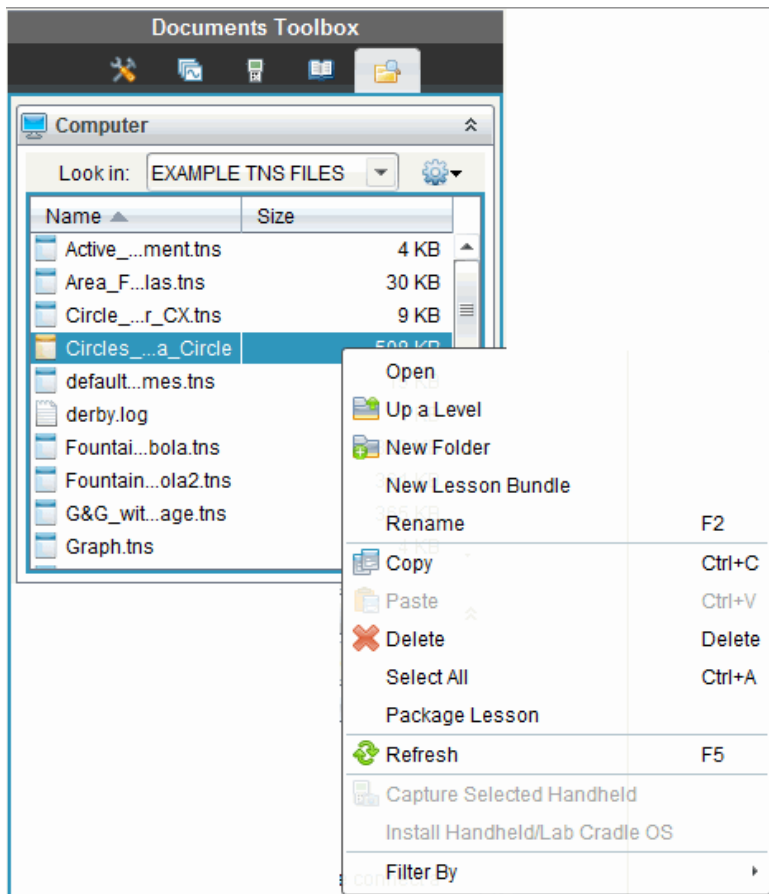 Documents Toolbox
Computer
Look in: EXAMPLE TNS FILES
Name Size
Active_...ment.tns 4 KB
Area_F...las.tns 30 KB
Circle_...r_CX.tns 9 KB
Circles_...a_Circle 508 KB
default...mes.tns
derby.log
Fountai...bola.tns
Fountain...ola2.tns
G&G_wit...age.tns
Graph.tns
Open
Up a Level
New Folder
New Lesson Bundle
Rename F2
Copy Ctrl+C
Paste Ctrl+V
Delete Delete
Select All Ctrl+A
Package Lesson
Refresh F5
Capture Selected Handheld
Install Handheld/Lab Cradle OS
Filter By